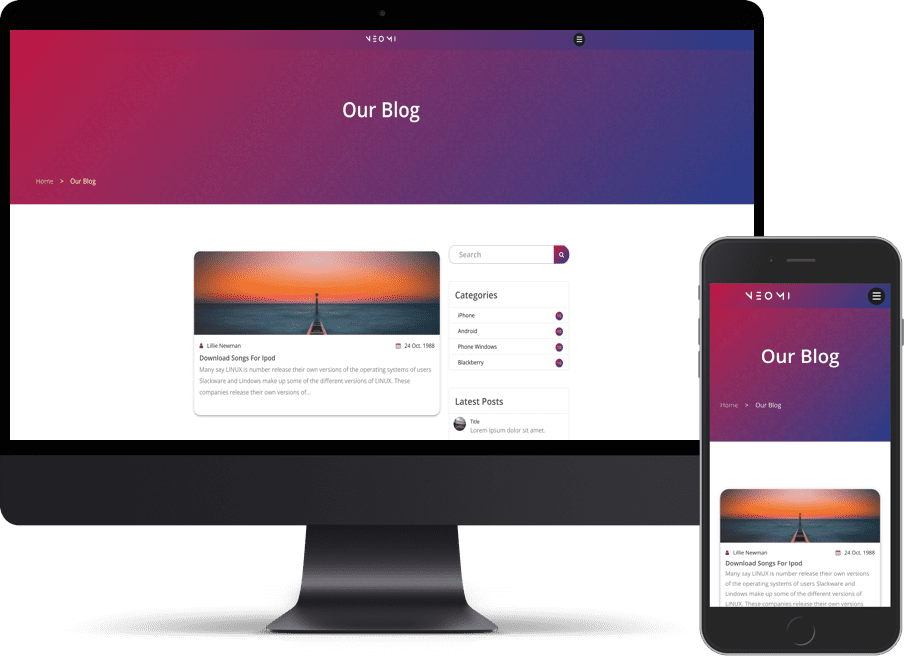 NEOMI
Our Blog
Home > Our Blog
Search
Categories
iPhone
Android
Phone Windows
Blackberry
Latest Posts
Title
Lorem ipsum dolor sit amet.
Lillie Newman 24 Oct, 1988
Download Songs For Ipod
Many say LINUX is number release their own versions of the operating systems of users
Slackware and Lindows make up some of the different versions of LINUX. These
companies release their own versions of...
NEOMI
Our Blog
Home > Our Blog
Lillie Newman 24 Oct, 1988
Download Songs For Ipod
Many say LINUX is number release their own versions
of the operating systems of users Slackware and
Lindows make up some of the different versions of
LINUX. These companies release their own versions